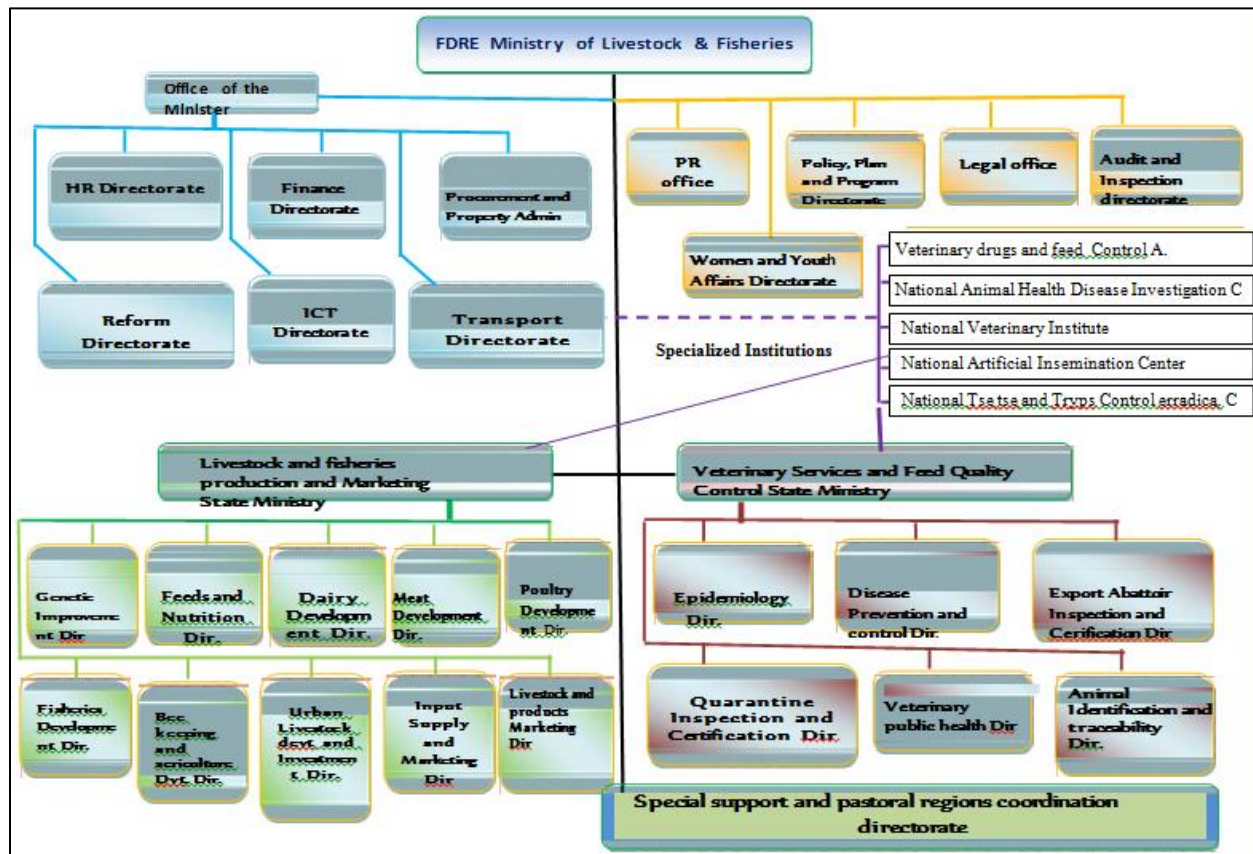 FDRE Ministry of Livestock & Fisheries
Office of the
Minister
HR Directorate
Finance
Directorate
Procurement and
Property Admin
PR
office
Policy, Plan
and Program
Directorate
Legal office
Audit and
Inspection
directorate
Women and Youth
Affairs Directorate
Reform
Directorate
ICT
Directorate
Transport
Directorate
Specialized Institutions
Veterinary drugs and feed Control A.
National Animal Health Disease Investigation C
National Veterinary Institute
National Artificial Insemination Center
National Tse tse and Tryps Control erradica, C
Livestock and fisheries
production and Marketing
State Ministry
Veterinary Services and Feed Quality
Control State Ministry
Genetic
Improveme
nt Dir
Feeds and
Nutrition
Dir.
Dairy
Developm
ent Dir.
Meat
Development
Dir.
Poultry
Developme
nt Dir.
Epidemiology
Dir.
Disease
Prevention and
control Dir.
Export Abattoir
Inspection and
Cerification Dir
Fisheries
Developme
nt Dir.
Bee
keeping
and
sericulture
Dvt. Dir.
Urban
Livestock
devt. and
Investmen
t Dir.
Input
Supply
and
Marketing
Dir
Livestock and
products
Marketing
Dir
Quarantine
Inspection and
Certification Dir.
Veterinary
public health Dir
Animal
Identification and
traceability
Dir.
Special support and pastoral regions coordination
directorate